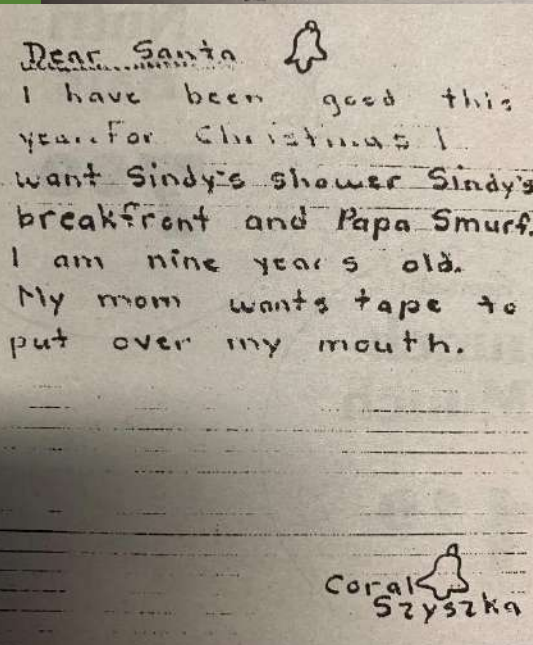 Dear Santa
I have been good this
year. For Christmas I
want Sindy's shower Sindy's
breakfront and Papa Smurf.
I am nine years old.
My mom wants tape to
put over my mouth.
Coral
Szyszka